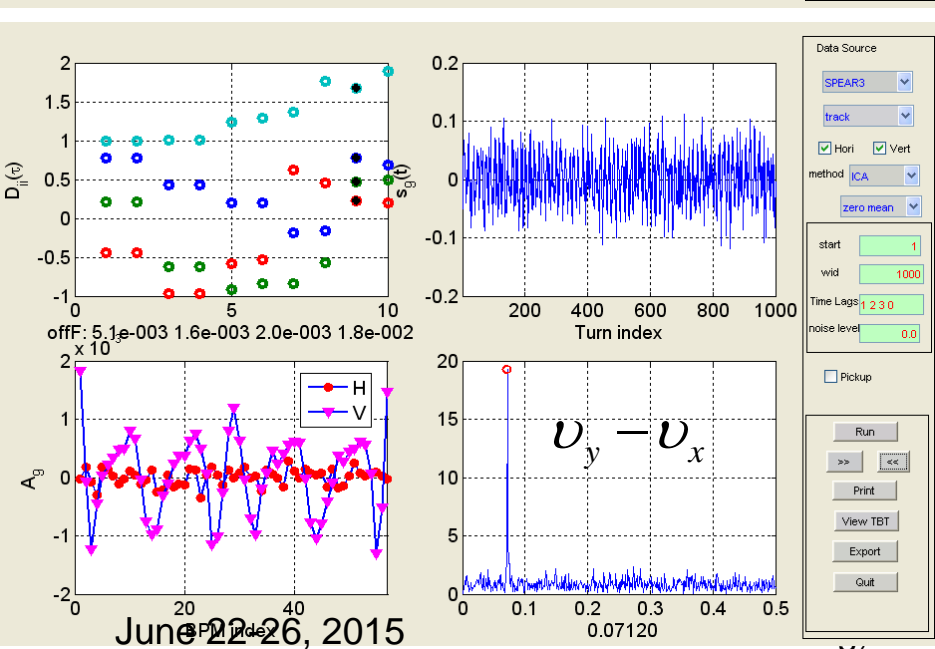 2
1.5
1
0.5
0
-0.5
-1
0
5
10
D_ii(τ)
offF: 5.1e-003 1.6e-003 2.0e-003 1.8e-002
0.2
0.1
0
-0.1
-0.2
200 400 600 800 1000
s_9(t)
Turn index
x 10^-3
2
1
0
-1
-2
0 20 40
A_9
H
V
BPM index
20
15
10
5
0
0 0.1 0.2 0.3 0.4 0.5
υ_y − υ_x
0.07120
June 22-26, 2015
Data Source
SPEAR3
track
Hori Vert
method ICA
zero mean
start 1
wid 1000
Time Lags 1 2 3 0
noise level 0.0
Pickup
Run
>> <<
Print
View TBT
Export
Quit